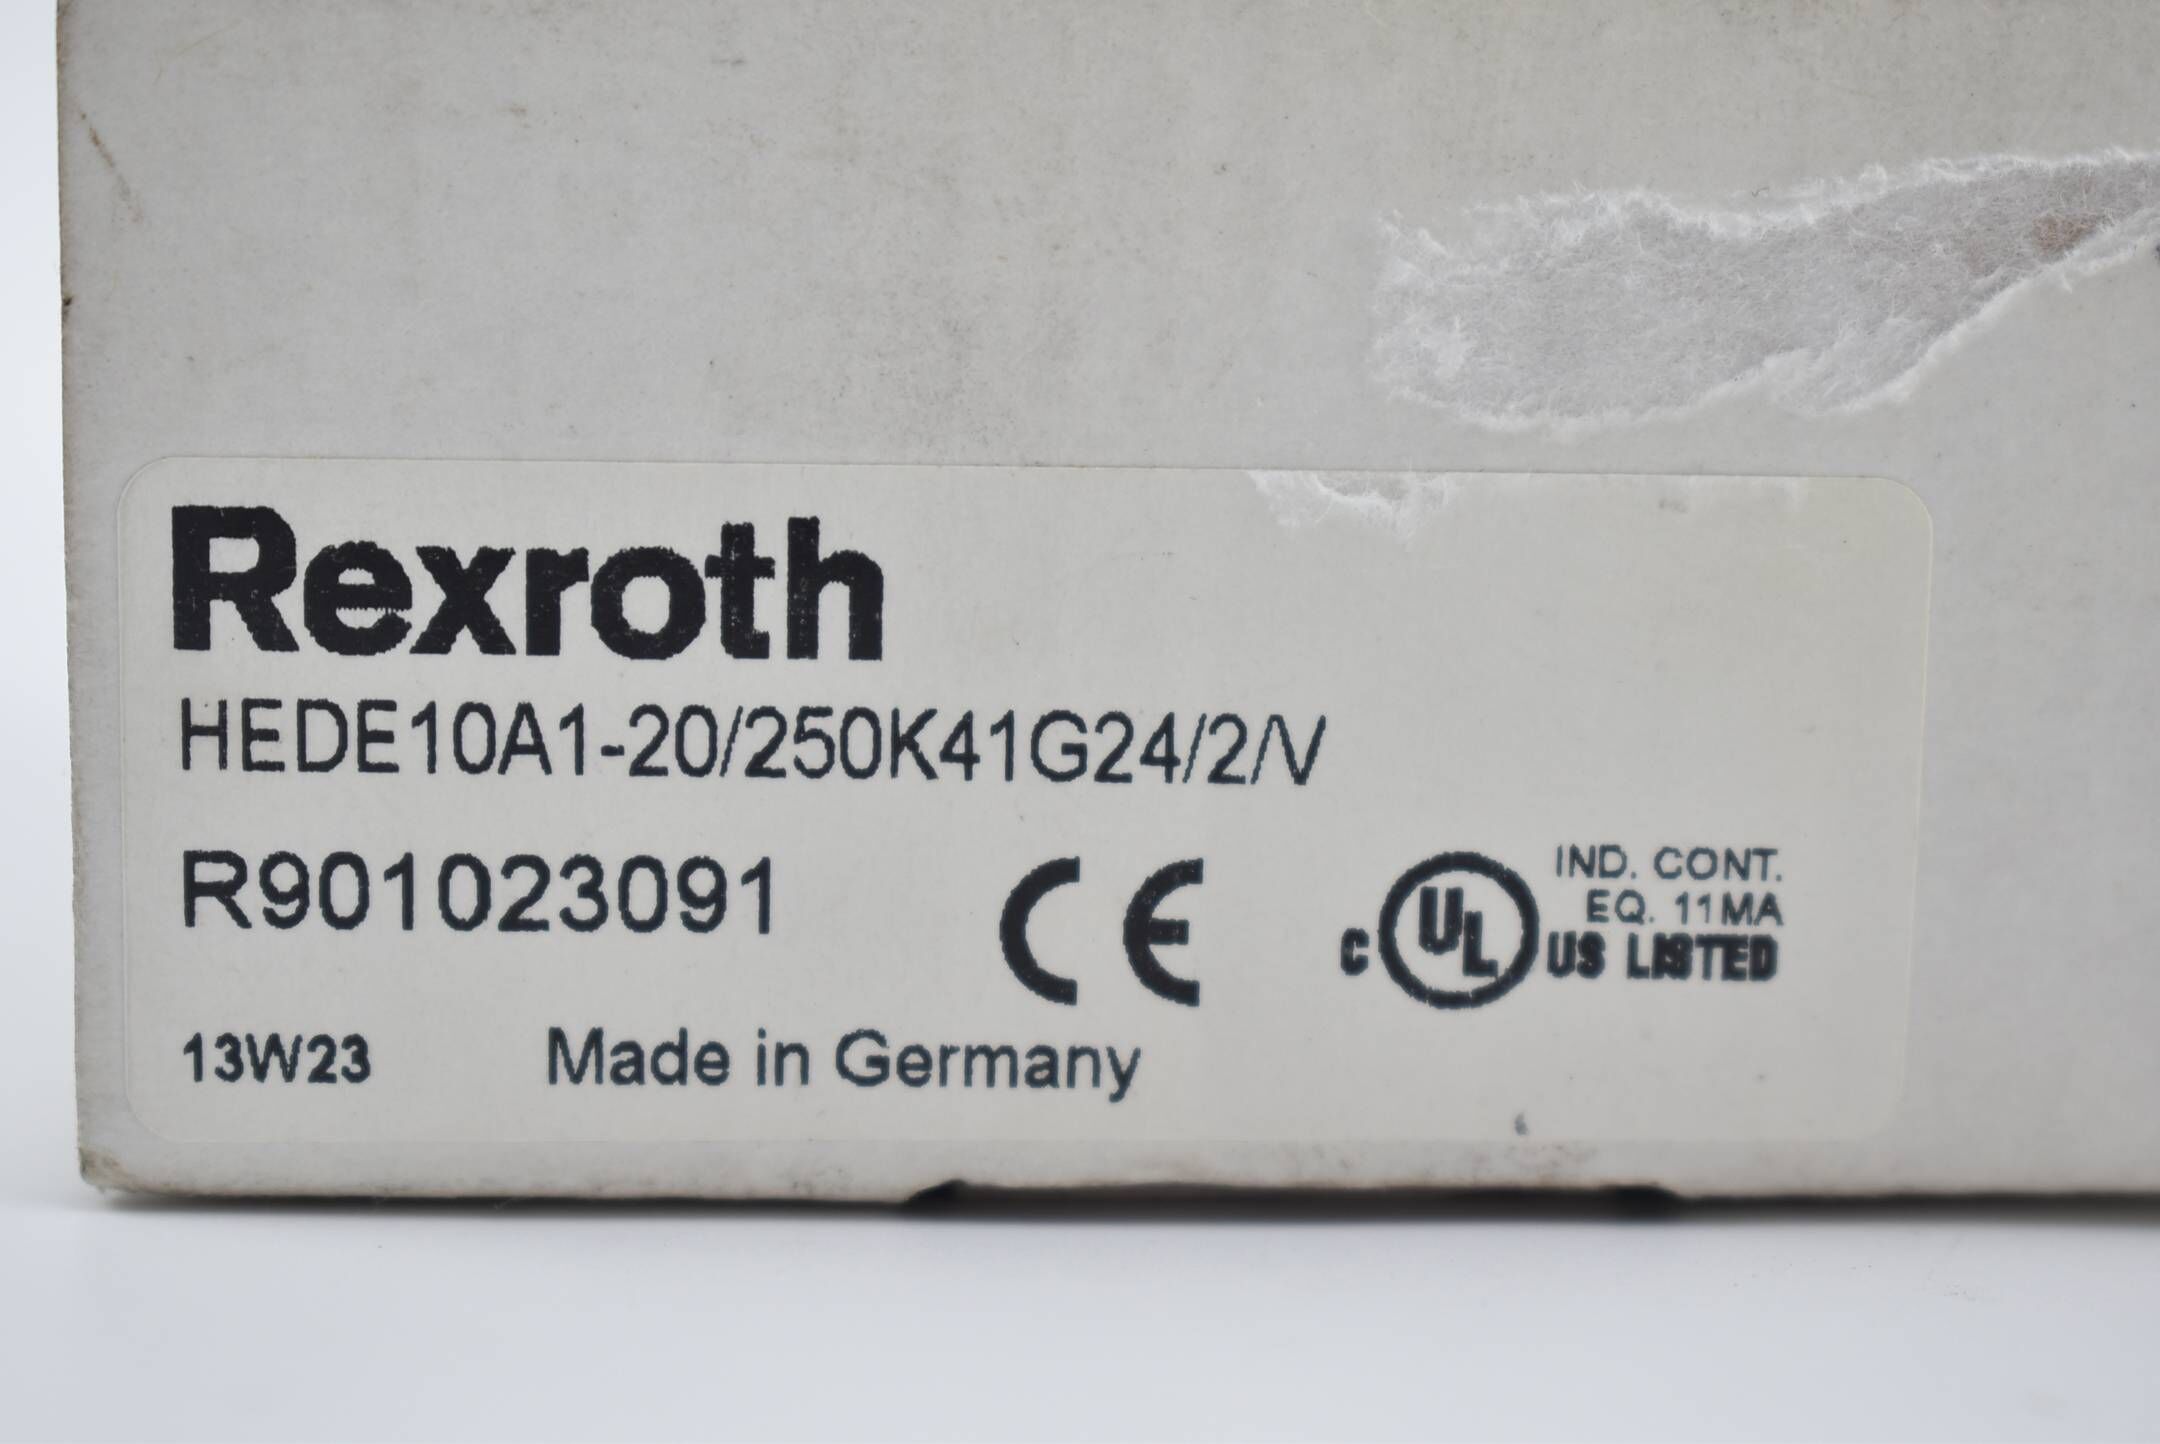 Rexroth
HEDE10A1-20/250K41G24/2/V
R901023091
CE
IND. CONT.
EQ. 11MA
C UL US LISTED
13W23 Made in Germany